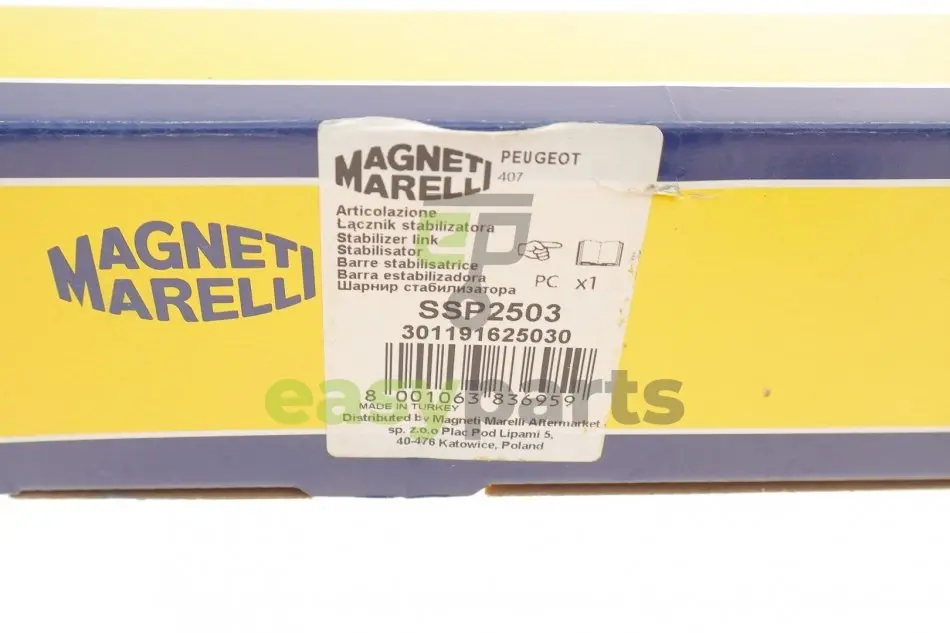 MAGNETI
MARELLI
MAGNETI
MARELLI
PEUGEOT
407
Articolazione
Łącznik stabilizatora
Stabilizer link
Stabilisator
Barre stabilisatrice
Barra estabilizadora
Шарнир стабилизатора
PC x1
SSP2503
301191625030
8 001063 836959
MADE IN TURKEY
Distributed by Magneti Marelli Aftermarket
sp. z.o.o Plac Pod Lipami 5,
40-476 Katowice, Poland
easyparts